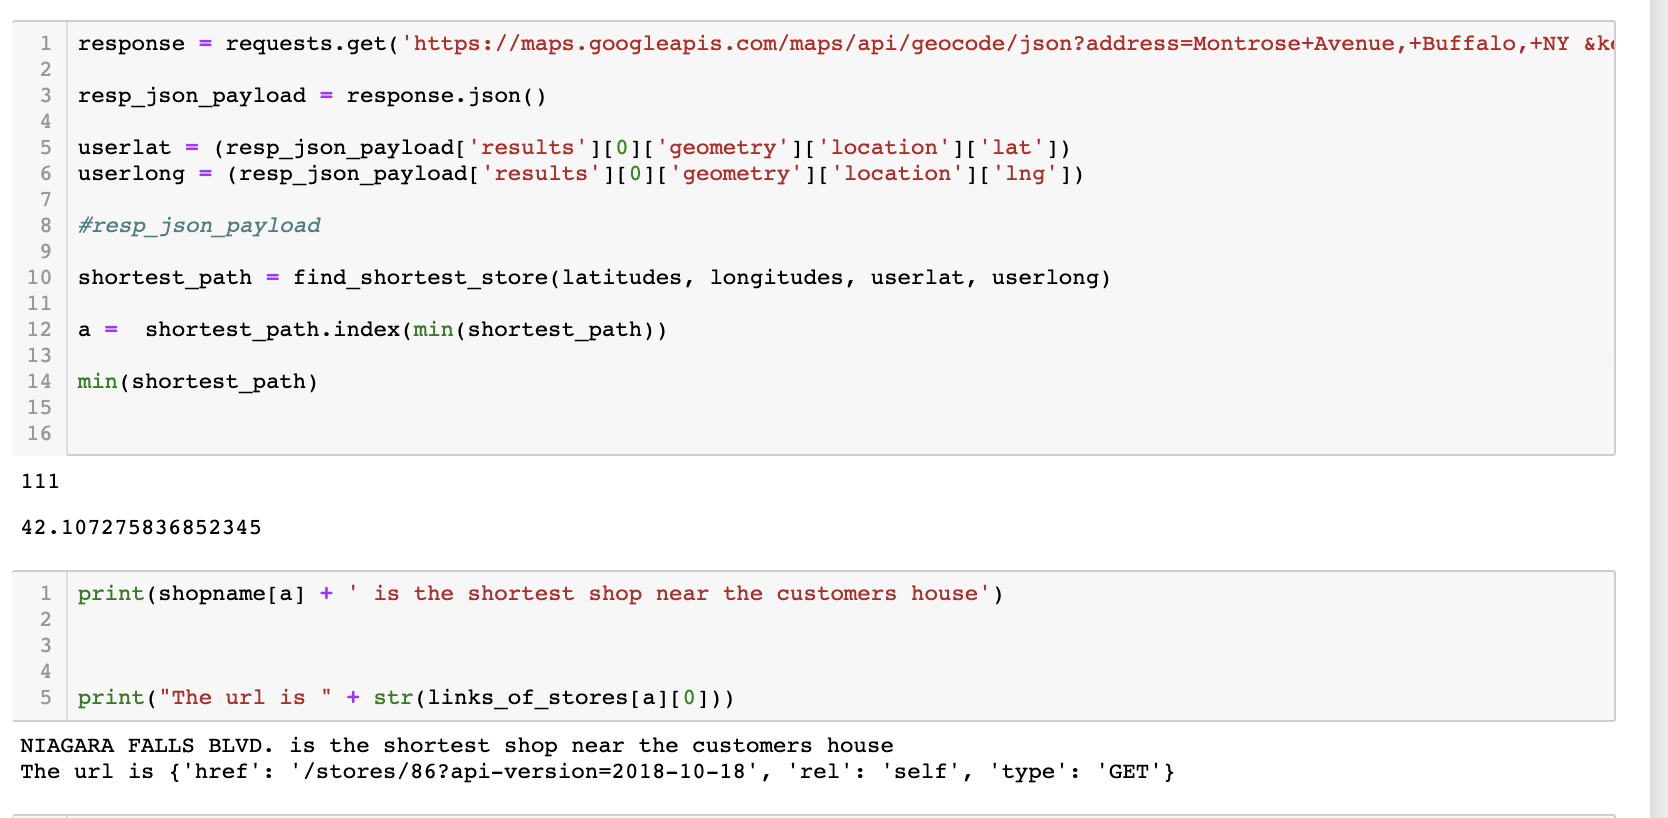 1 response = requests.get('https://maps.googleapis.com/maps/api/geocode/json?address=Montrose+Avenue,+Buffalo,+NY &k
2
3 resp_json_payload = response.json()
4
5 userlat = (resp_json_payload['results'][0]['geometry']['location']['lat'])
6 userlong = (resp_json_payload['results'][0]['geometry']['location']['lng'])
7
8 #resp_json_payload
9
10 shortest_path = find_shortest_store(latitudes, longitudes, userlat, userlong)
11
12 a =  shortest_path.index(min(shortest_path))
13
14 min(shortest_path)
15
16
111
42.107275836852345
1 print(shopname[a] + ' is the shortest shop near the customers house')
2
3
4
5 print("The url is " + str(links_of_stores[a][0]))
NIAGARA FALLS BLVD. is the shortest shop near the customers house
The url is {'href': '/stores/86?api-version=2018-10-18', 'rel': 'self', 'type': 'GET'}